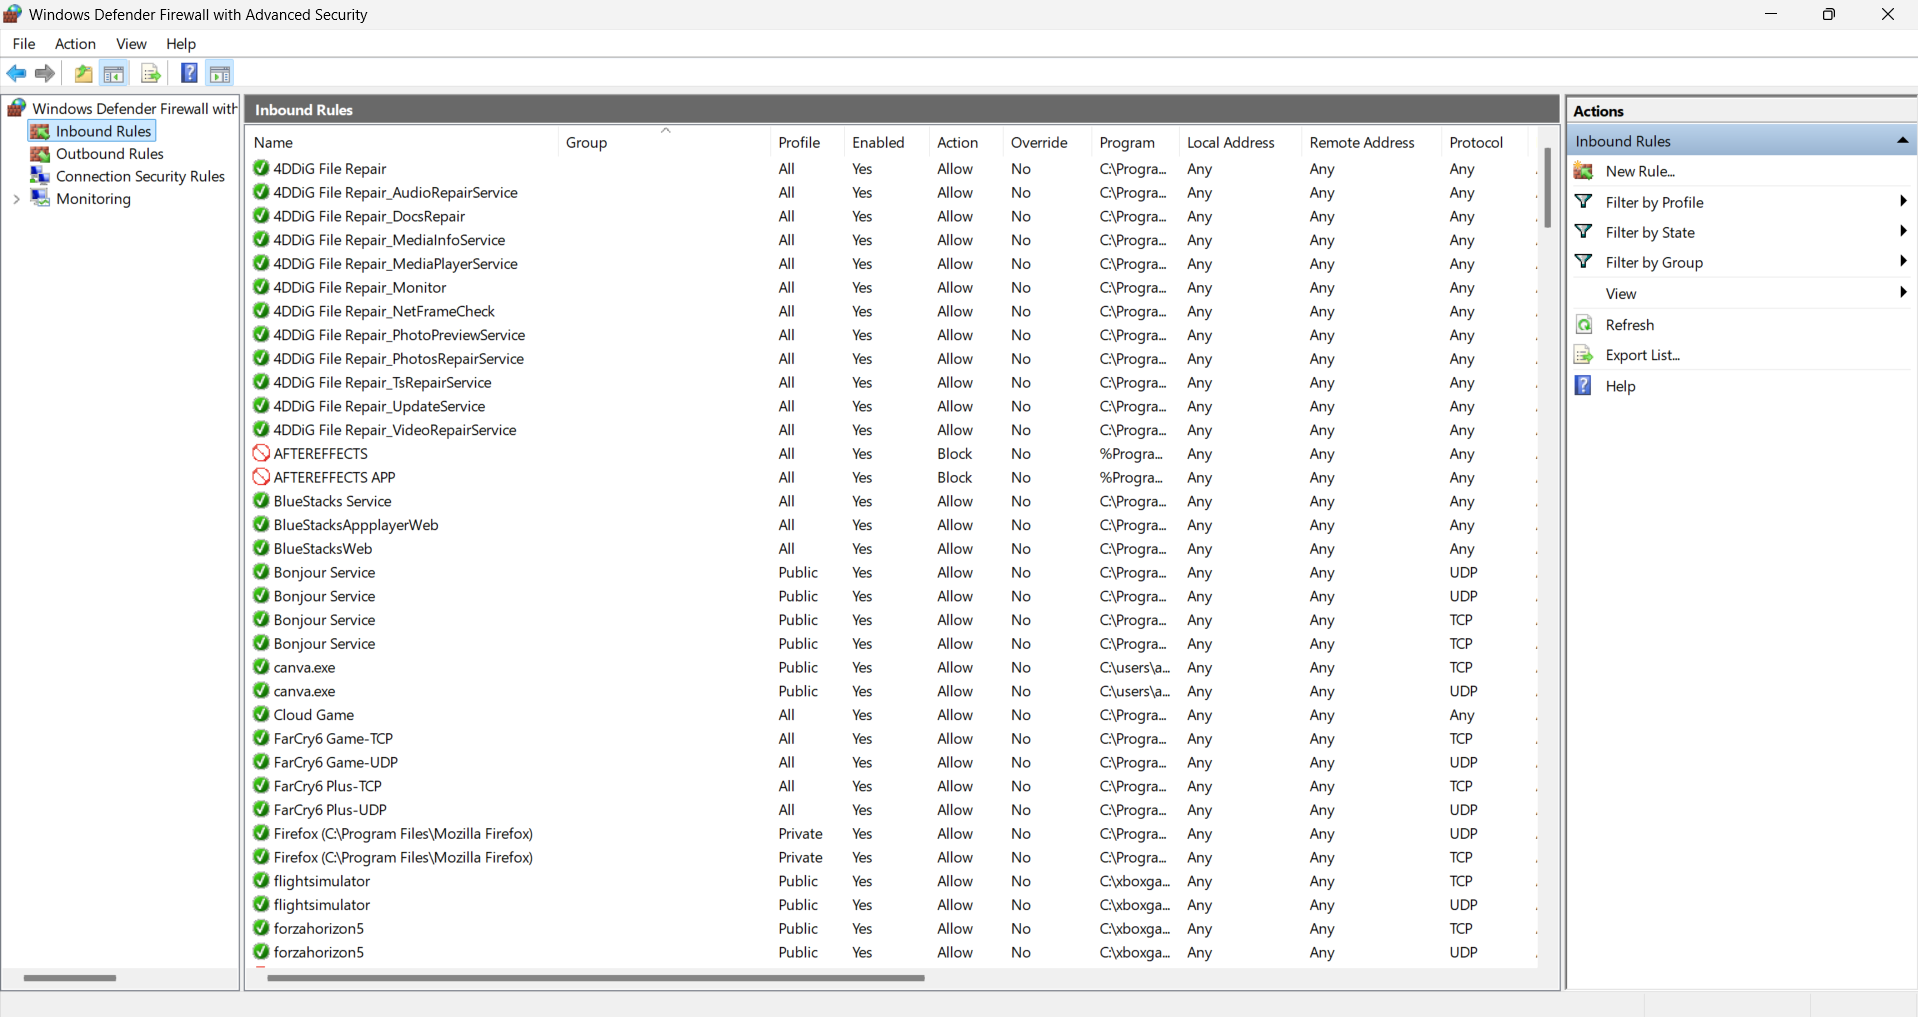 Windows Defender Firewall with Advanced Security
File Action View Help
Windows Defender Firewall with
Inbound Rules
Outbound Rules
Connection Security Rules
Monitoring
Inbound Rules
Name Group Profile Enabled Action Override Program Local Address Remote Address Protocol
4DDiG File Repair All Yes Allow No C:\Progra... Any Any Any
4DDiG File Repair_AudioRepairService All Yes Allow No C:\Progra... Any Any Any
4DDiG File Repair_DocsRepair All Yes Allow No C:\Progra... Any Any Any
4DDiG File Repair_MediaInfoService All Yes Allow No C:\Progra... Any Any Any
4DDiG File Repair_MediaPlayerService All Yes Allow No C:\Progra... Any Any Any
4DDiG File Repair_Monitor All Yes Allow No C:\Progra... Any Any Any
4DDiG File Repair_NetFrameCheck All Yes Allow No C:\Progra... Any Any Any
4DDiG File Repair_PhotoPreviewService All Yes Allow No C:\Progra... Any Any Any
4DDiG File Repair_PhotosRepairService All Yes Allow No C:\Progra... Any Any Any
4DDiG File Repair_TsRepairService All Yes Allow No C:\Progra... Any Any Any
4DDiG File Repair_UpdateService All Yes Allow No C:\Progra... Any Any Any
4DDiG File Repair_VideoRepairService All Yes Allow No C:\Progra... Any Any Any
AFTEREFFECTS All Yes Block No %Progra... Any Any Any
AFTEREFFECTS APP All Yes Block No %Progra... Any Any Any
BlueStacks Service All Yes Allow No C:\Progra... Any Any Any
BlueStacksAppplayerWeb All Yes Allow No C:\Progra... Any Any Any
BlueStacksWeb All Yes Allow No C:\Progra... Any Any Any
Bonjour Service Public Yes Allow No C:\Progra... Any Any UDP
Bonjour Service Public Yes Allow No C:\Progra... Any Any UDP
Bonjour Service Public Yes Allow No C:\Progra... Any Any TCP
Bonjour Service Public Yes Allow No C:\Progra... Any Any TCP
canva.exe Public Yes Allow No C:\users\a... Any Any TCP
canva.exe Public Yes Allow No C:\users\a... Any Any UDP
Cloud Game All Yes Allow No C:\Progra... Any Any Any
FarCry6 Game-TCP All Yes Allow No C:\Progra... Any Any TCP
FarCry6 Game-UDP All Yes Allow No C:\Progra... Any Any UDP
FarCry6 Plus-TCP All Yes Allow No C:\Progra... Any Any TCP
FarCry6 Plus-UDP All Yes Allow No C:\Progra... Any Any UDP
Firefox (C:\Program Files\Mozilla Firefox) Private Yes Allow No C:\Progra... Any Any UDP
Firefox (C:\Program Files\Mozilla Firefox) Private Yes Allow No C:\Progra... Any Any TCP
flightsimulator Public Yes Allow No C:\xboxga... Any Any TCP
flightsimulator Public Yes Allow No C:\xboxga... Any Any UDP
forzahorizon5 Public Yes Allow No C:\xboxga... Any Any TCP
forzahorizon5 Public Yes Allow No C:\xboxga... Any Any UDP
Actions
Inbound Rules
New Rule...
Filter by Profile
Filter by State
Filter by Group
View
Refresh
Export List...
Help